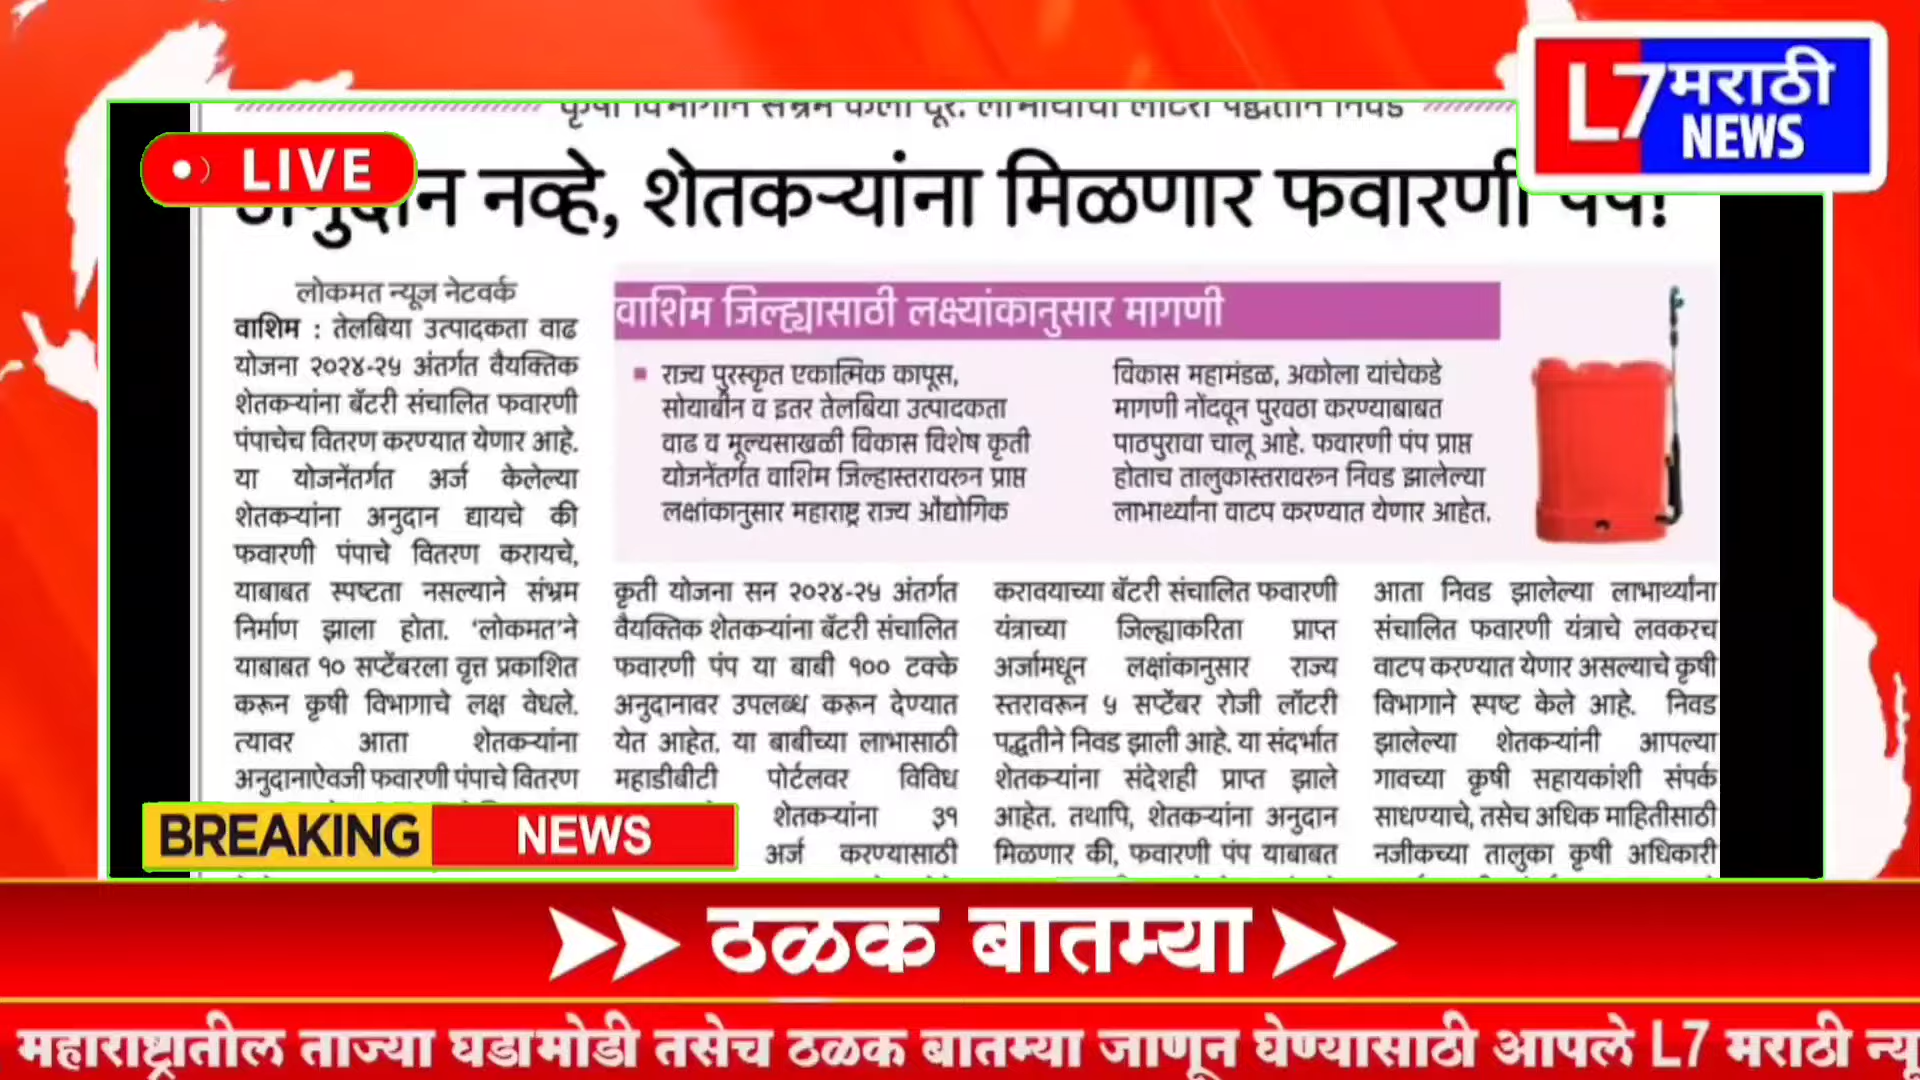 L7 मराठी
NEWS
कृषी विभागाने संभ्रम केला दूर. लाभार्थ्यांची लॉटरी पद्धतीने निवड
LIVE
अनुदान नव्हे, शेतकऱ्यांना मिळणार फवारणी पंप!
लोकमत न्यूज नेटवर्क
वाशिम : तेलबिया उत्पादकता वाढ
योजना २०२४-२५ अंतर्गत वैयक्तिक
शेतकऱ्यांना बॅटरी संचालित फवारणी
पंपाचेच वितरण करण्यात येणार आहे.
या योजनेंतर्गत अर्ज केलेल्या
शेतकऱ्यांना अनुदान द्यायचे की
फवारणी पंपाचे वितरण करायचे,
याबाबत स्पष्टता नसल्याने संभ्रम
निर्माण झाला होता. ‘लोकमत’ने
याबाबत १० सप्टेंबरला वृत्त प्रकाशित
करून कृषी विभागाचे लक्ष वेधले.
त्यावर आता शेतकऱ्यांना
अनुदानाऐवजी फवारणी पंपाचे वितरण
वाशिम जिल्ह्यासाठी लक्ष्यांकानुसार मागणी
राज्य पुरस्कृत एकात्मिक कापूस,
सोयाबीन व इतर तेलबिया उत्पादकता
वाढ व मूल्यसाखळी विकास विशेष कृती
योजनेंतर्गत वाशिम जिल्हास्तरावरून प्राप्त
लक्षांकानुसार महाराष्ट्र राज्य औद्योगिक
विकास महामंडळ, अकोला यांचेकडे
मागणी नोंदवून पुरवठा करण्याबाबत
पाठपुरावा चालू आहे. फवारणी पंप प्राप्त
होताच तालुकास्तरावरून निवड झालेल्या
लाभार्थ्यांना वाटप करण्यात येणार आहेत.
कृती योजना सन २०२४-२५ अंतर्गत
वैयक्तिक शेतकऱ्यांना बॅटरी संचालित
फवारणी पंप या बाबी १०० टक्के
अनुदानावर उपलब्ध करून देण्यात
येत आहेत. या बाबीच्या लाभासाठी
महाडीबीटी पोर्टलवर विविध
शेतकऱ्यांना ३१
अर्ज करण्यासाठी
करावयाच्या बॅटरी संचालित फवारणी
यंत्राच्या जिल्ह्याकरिता प्राप्त
अर्जामधून लक्षांकानुसार राज्य
स्तरावरून ५ सप्टेंबर रोजी लॉटरी
पद्धतीने निवड झाली आहे. या संदर्भात
शेतकऱ्यांना संदेशही प्राप्त झाले
आहेत. तथापि, शेतकऱ्यांना अनुदान
मिळणार की, फवारणी पंप याबाबत
आता निवड झालेल्या लाभार्थ्यांना
संचालित फवारणी यंत्राचे लवकरच
वाटप करण्यात येणार असल्याचे कृषी
विभागाने स्पष्ट केले आहे. निवड
झालेल्या शेतकऱ्यांनी आपल्या
गावच्या कृषी सहायकांशी संपर्क
साधण्याचे, तसेच अधिक माहितीसाठी
नजीकच्या तालुका कृषी अधिकारी
BREAKING NEWS
ठळक बातम्या
महाराष्ट्रातील ताज्या घडामोडी तसेच ठळक बातम्या जाणून घेण्यासाठी आपले L7 मराठी न्यू